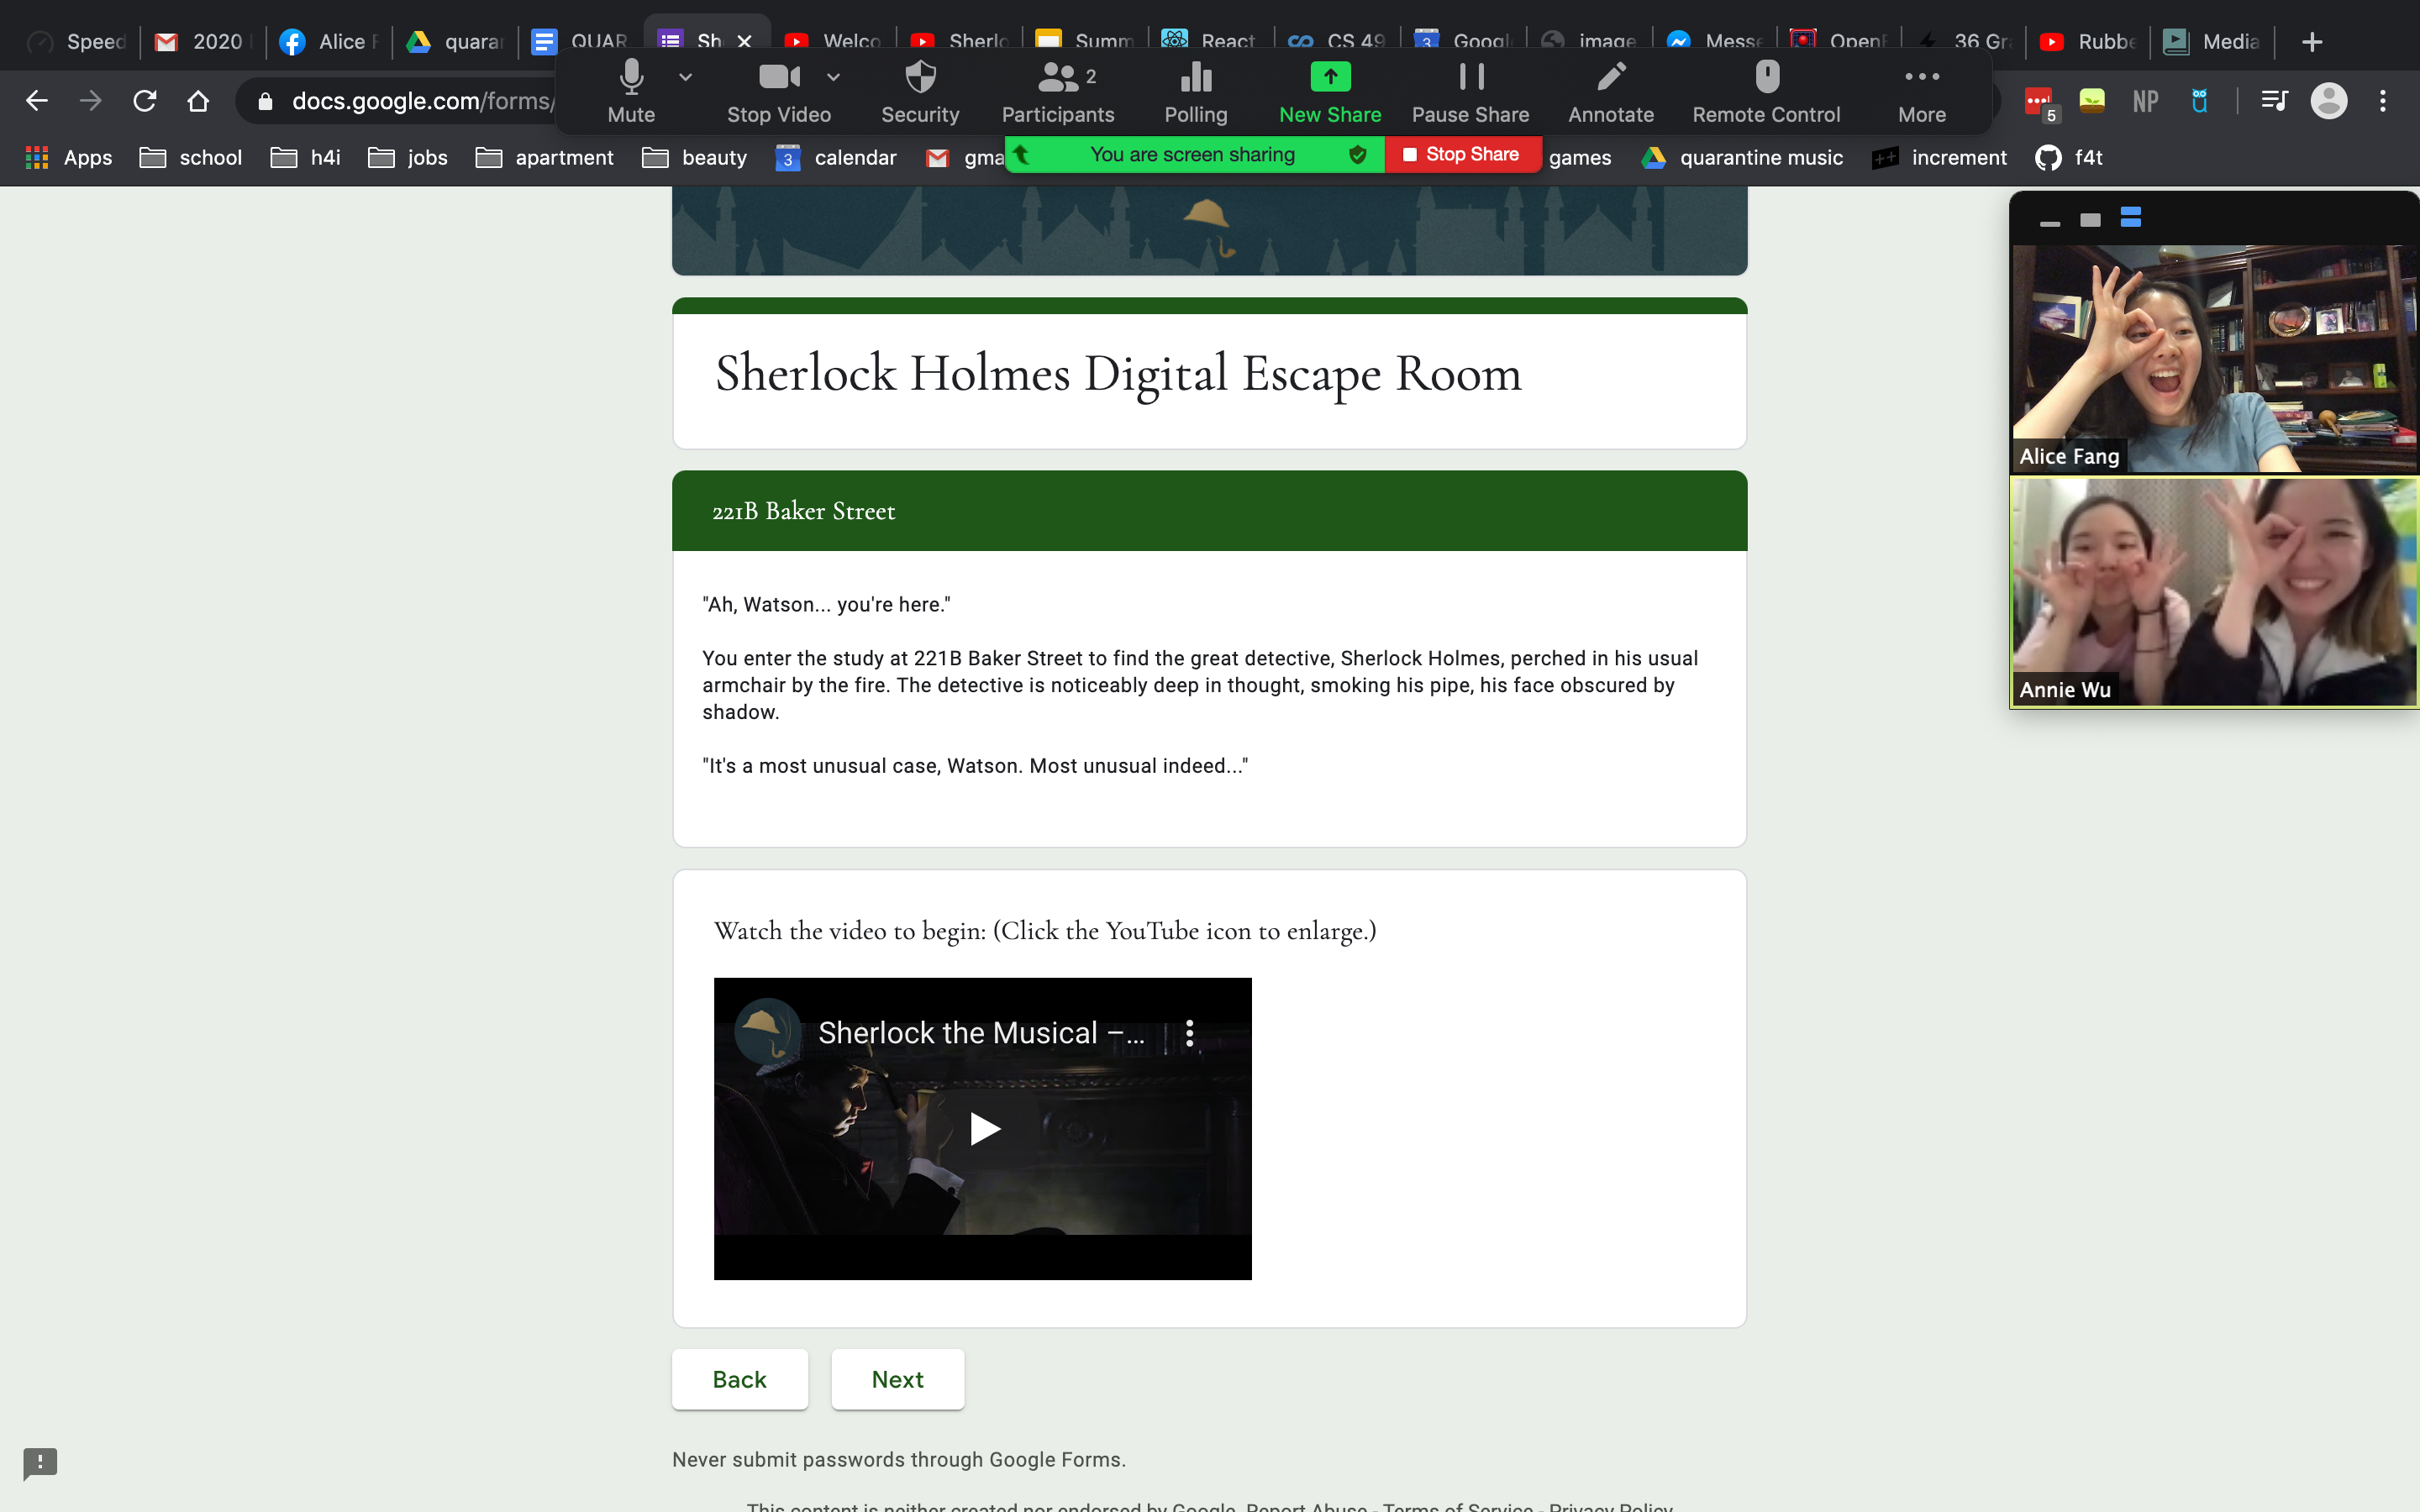 Speed 2020 Alice F quaran QUAR Sh Welco Sherlo Summ React CS 49 Googl image Messe OpenE 36 Gra Rubbe Media
docs.google.com/forms/
Mute Stop Video Security Participants 2 Polling New Share Pause Share Annotate Remote Control More
5 NP
Apps school h4i jobs apartment beauty 3 calendar gma You are screen sharing Stop Share games quarantine music ++ increment f4t
Sherlock Holmes Digital Escape Room
Alice Fang
221B Baker Street
"Ah, Watson... you're here."
You enter the study at 221B Baker Street to find the great detective, Sherlock Holmes, perched in his usual
armchair by the fire. The detective is noticeably deep in thought, smoking his pipe, his face obscured by
shadow.
Annie Wu
"It's a most unusual case, Watson. Most unusual indeed..."
Watch the video to begin: (Click the YouTube icon to enlarge.)
Sherlock the Musical –...
Back Next
Never submit passwords through Google Forms.
This content is neither created nor endorsed by Google. Report Abuse - Terms of Service - Privacy Policy